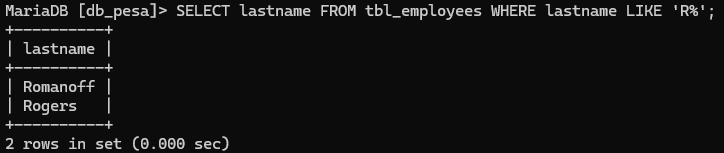 MariaDB [db_pesa]> SELECT lastname FROM tbl_employees WHERE lastname LIKE 'R%';
+----------+
| lastname |
+----------+
| Romanoff |
| Rogers   |
+----------+
2 rows in set (0.000 sec)